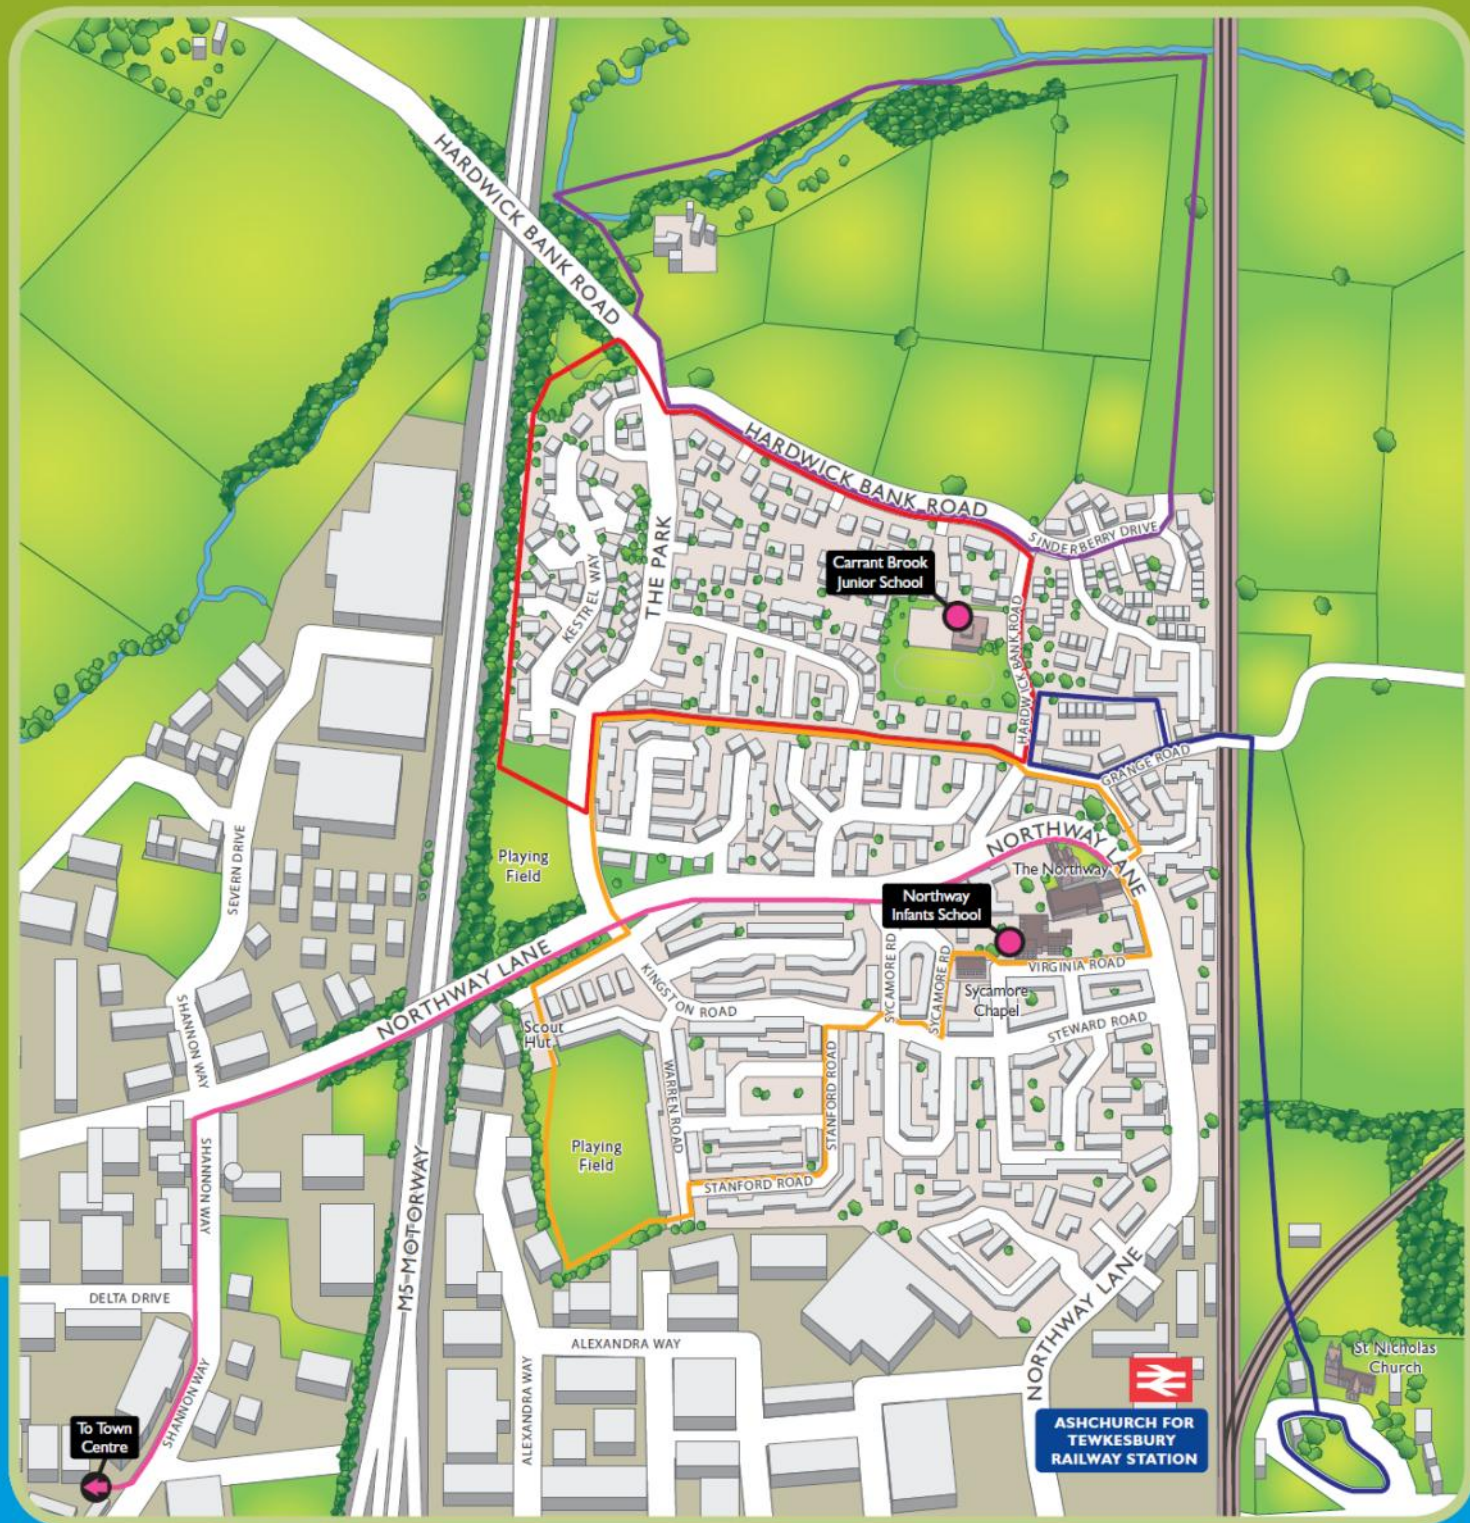 HARDWICK BANK ROAD
HARDWICK BANK ROAD
SINDERBERRY DRIVE
THE PARK
Carrant Brook
Junior School
KESTREL WAY
HARDWICK BANK ROAD
HARDWICK BANK ROAD
GRANGE ROAD
SEVERN DRIVE
Playing
Field
NORTHWAY LANE
The Northway
Northway
Infants School
NORTHWAY LANE
SYCAMORE RD
SYCAMORE RD
VIRGINIA ROAD
KINGSTON ROAD
Sycamore
Chapel
SHANNON WAY
Scout
Hut
STEWARD ROAD
WARREN ROAD
STANFORD ROAD
Playing
Field
STANFORD ROAD
SHANNON WAY
M5 MOTORWAY
DELTA DRIVE
NORTHWAY LANE
ALEXANDRA WAY
ALEXANDRA WAY
St Nicholas
Church
SHANNON WAY
To Town
Centre
ASHCHURCH FOR
TEWKESBURY
RAILWAY STATION